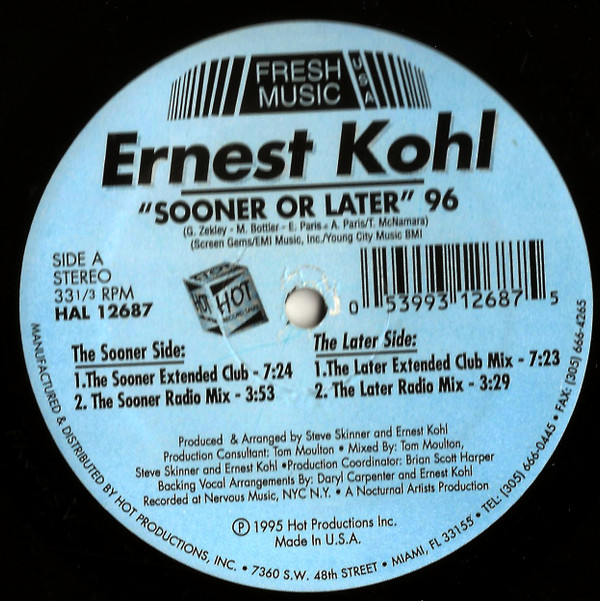 FRESH
MUSIC
USA
Ernest Kohl
"SOONER OR LATER" 96
(G. Zekley - M. Bottler - E. Paris - A. Paris/T. McNamara)
(Screen Gems/EMI Music, Inc./Young City Music BMI
SIDE A
STEREO
33 1/3 RPM
HAL 12687
HOT
HOT
0 53993 12687 5
The Sooner Side:
1.The Sooner Extended Club - 7:24
2. The Sooner Radio Mix - 3:53
The Later Side:
1.The Later Extended Club Mix - 7:23
2. The Later Radio Mix - 3:29
Produced & Arranged by Steve Skinner and Ernest Kohl
Production Consultant: Tom Moulton • Mixed By: Tom Moulton,
Steve Skinner and Ernest Kohl •Production Coordinator: Brian Scott Harper
Backing Vocal Arrangements By: Daryl Carpenter and Ernest Kohl
Recorded at Nervous Music, NYC N.Y. • A Nocturnal Artists Production
℗ 1995 Hot Productions Inc.
Made In U.S.A.
MANUFACTURED & DISTRIBUTED BY HOT PRODUCTIONS, INC. • 7360 S.W. 48th STREET • MIAMI, FL 33155 • TEL: (305) 666-0445 • FAX: (305) 666-4265